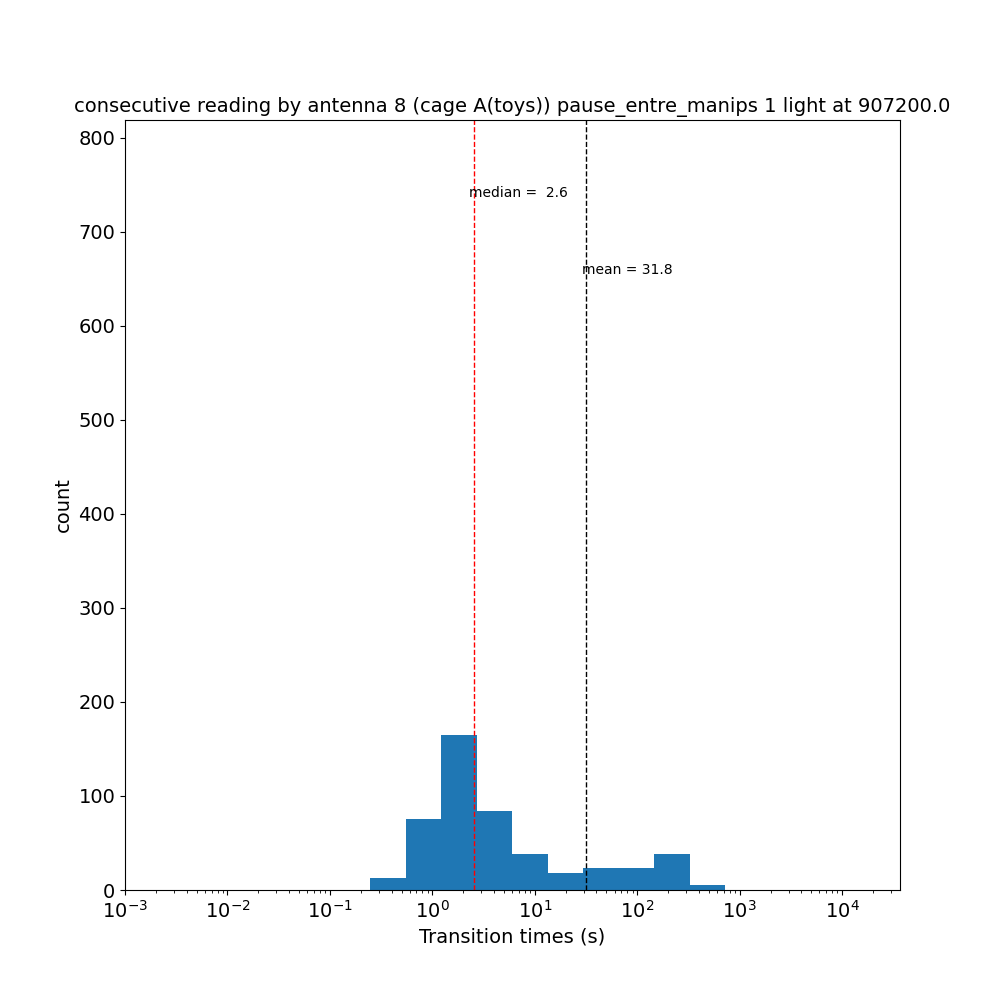 consecutive reading by antenna 8 (cage A(toys)) pause_entre_manips 1 light at 907200.0
800
median =  2.6
700
mean = 31.8
600
500
count
400
300
200
100
0
10⁻³ 10⁻² 10⁻¹ 10⁰ 10¹ 10² 10³ 10⁴
Transition times (s)